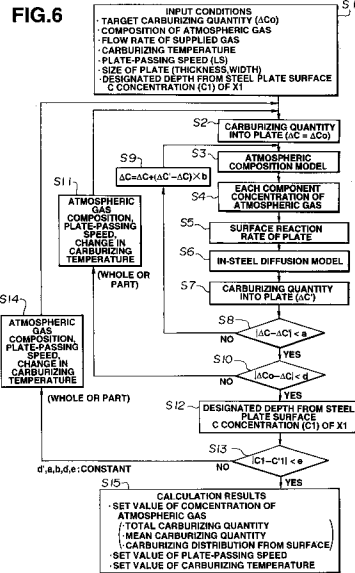 FIG.6
S1
INPUT CONDITIONS
·TARGET CARBURIZING QUANTITY (ΔCo)
·COMPOSITION OF ATMOSPHERIC GAS
·FLOW RATE OF SUPPLIED GAS
·CARBURIZING TEMPERATURE
·PLATE-PASSING SPEED (LS)
·SIZE OF PLATE (THICKNESS,WIDTH)
·DESIGNATED DEPTH FROM STEEL PLATE SURFACE
C CONCENTRATION (C1) OF X1
S2
CARBURIZING QUANTITY
INTO PLATE (ΔC = ΔCo)
S9
ΔC=ΔC+(ΔC'-ΔC)×b
S3
ATMOSPHERIC
COMPOSITION MODEL
S4
EACH COMPONENT
CONCENTRATION OF
ATMOSPHERIC GAS
S11
ATMOSPHERIC
GAS
COMPOSITION,
PLATE-PASSING
SPEED,
CHANGE IN
CARBURIZING
TEMPERATURE
(WHOLE OR
PART)
S5
SURFACE REACTION
RATE OF PLATE
S6
IN-STEEL DIFFUSION MODEL
S7
CARBURIZING QUANTITY
INTO PLATE (ΔC')
S8
|ΔC-ΔC'|<a
NO
YES
S10
|ΔCo-ΔC|<d
NO
YES
S14
ATMOSPHERIC
GAS
COMPOSITION,
PLATE-PASSING
SPEED,
CHANGE IN
CARBURIZING
TEMPERATURE
(WHOLE OR
PART)
S12
DESIGNATED DEPTH FROM STEEL
PLATE SURFACE
C CONCENTRATION (C1) OF X1
S13
|C1-C'1|<e
d',a,b,d,e:CONSTANT
NO
YES
S15
CALCULATION RESULTS
·SET VALUE OF COMCENTRATION OF
ATMOSPHERIC GAS
·TOTAL CARBURIZING QUANTITY
·MEAN CARBURIZING QUANTITY
·CARBURIZING DISTRIBUTION FROM SURFACE
·SET VALUE OF PLATE-PASSING SPEED
·SET VALUE OF CARBURIZING TEMPERATURE